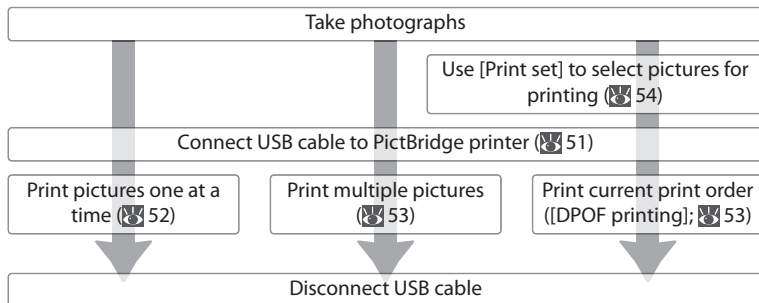 Take photographs
Use [Print set] to select pictures for
printing (54)
Connect USB cable to PictBridge printer (51)
Print pictures one at a
time (52)
Print multiple pictures
(53)
Print current print order
([DPOF printing]; 53)
Disconnect USB cable